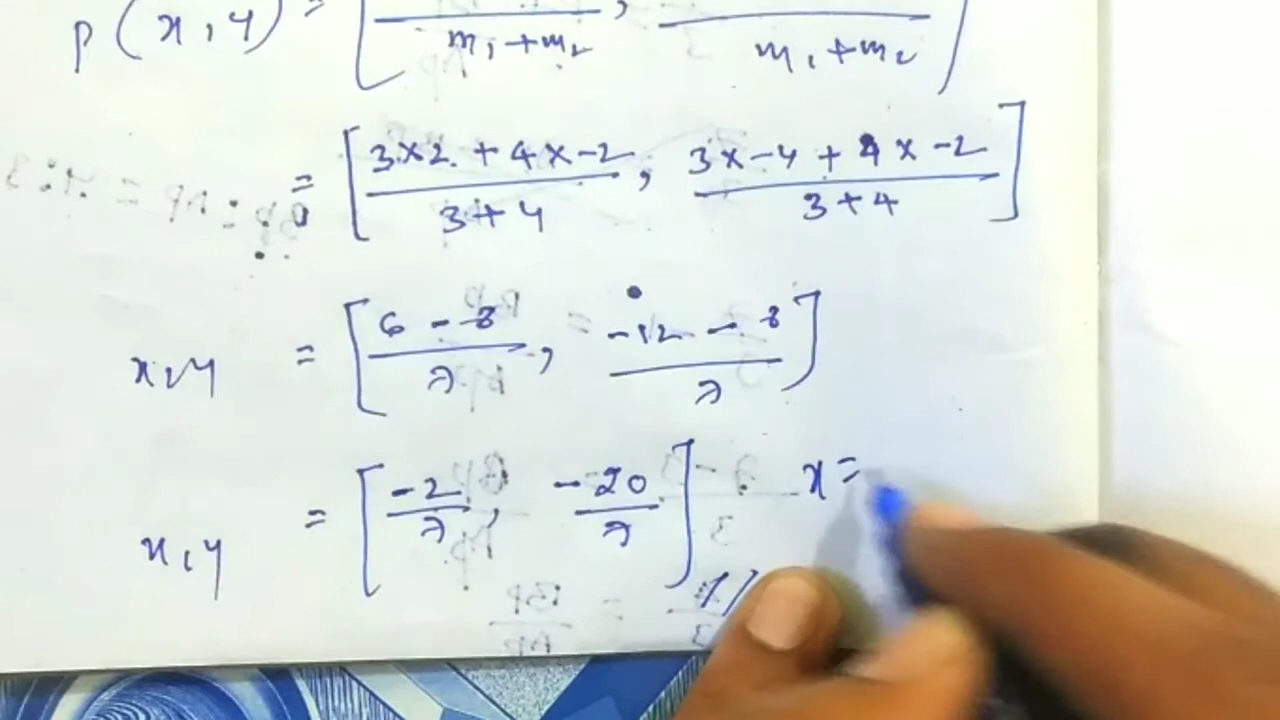 p(x,y) = [ / m₁+m₂, / m₁+m₂ ]
= [ 3×2 + 4×-2 / 3+4, 3×-4 + 4×-2 / 3+4 ]
x,y = [ 6 - 8 / 7, -12 - 8 / 7 ]
x,y = [ -2 / 7, -20 / 7 ] x =